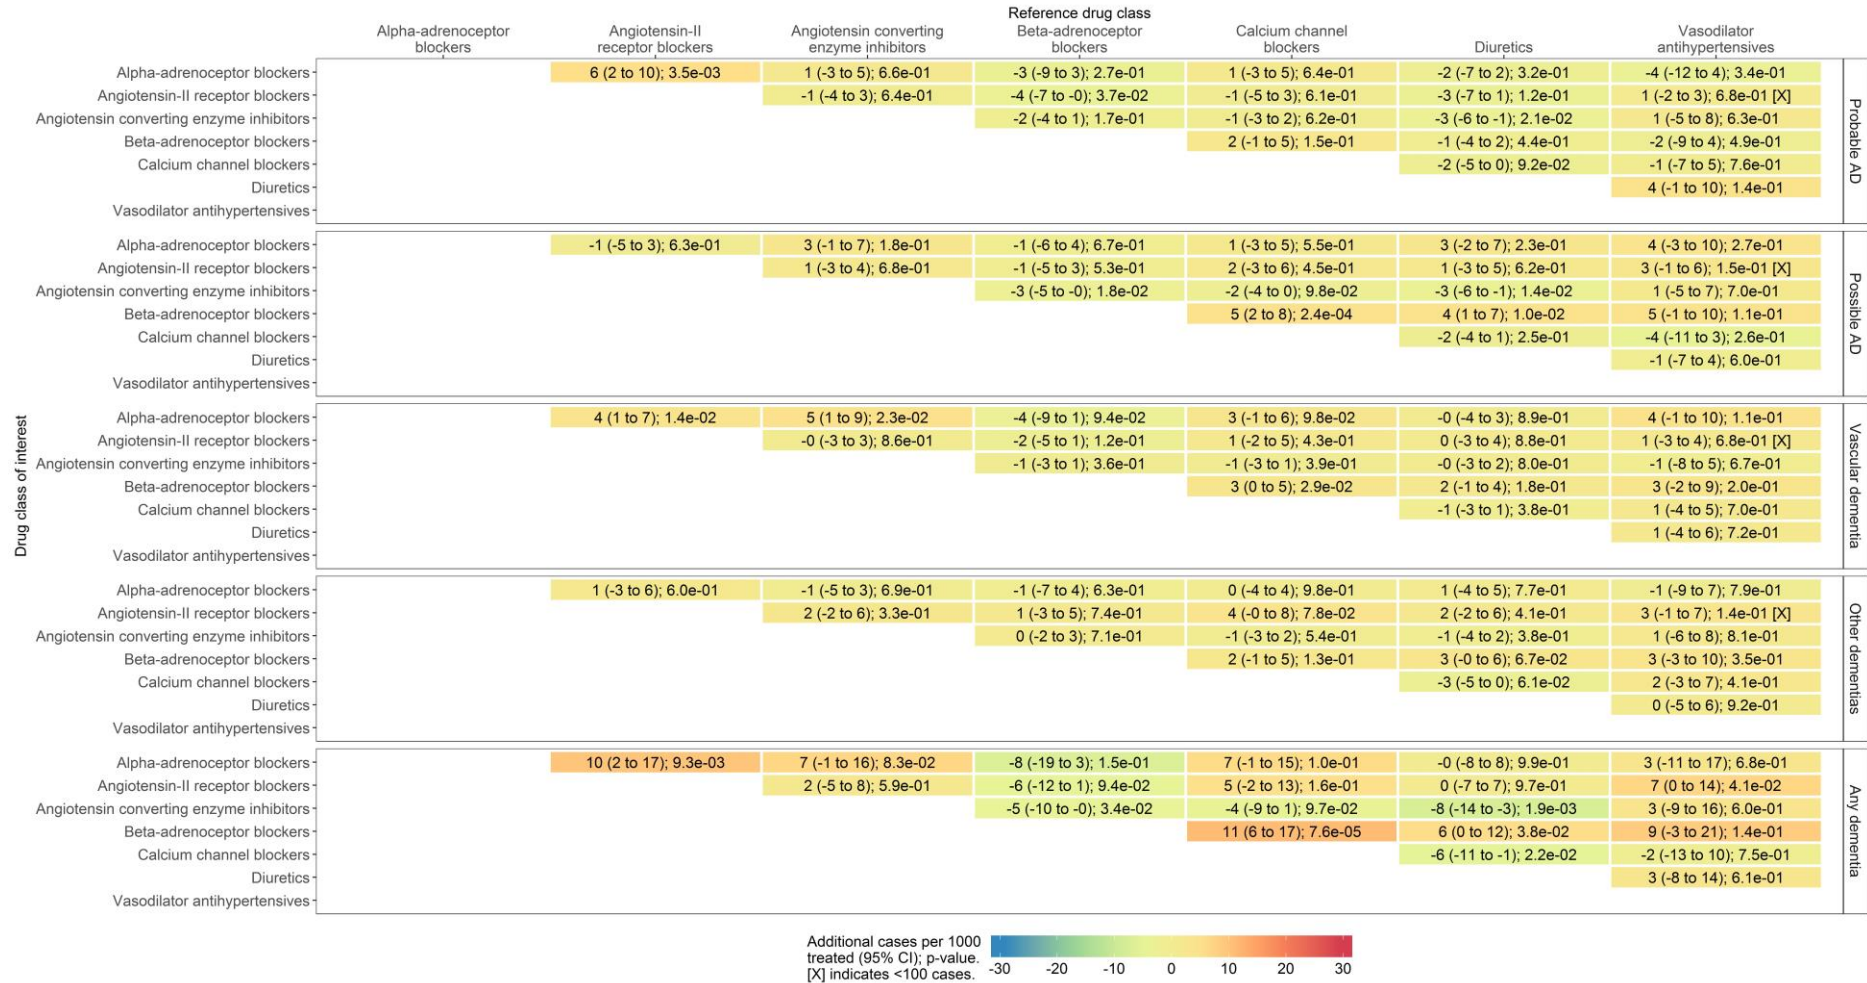 Reference drug class
Alpha-adrenoceptor
blockers
Angiotensin-II
receptor blockers
Angiotensin converting
enzyme inhibitors
Beta-adrenoceptor
blockers
Calcium channel
blockers
Diuretics
Vasodilator
antihypertensives
Drug class of interest
Probable AD
Alpha-adrenoceptor blockers 6 (2 to 10); 3.5e-03 1 (-3 to 5); 6.6e-01 -3 (-9 to 3); 2.7e-01 1 (-3 to 5); 6.4e-01 -2 (-7 to 2); 3.2e-01 -4 (-12 to 4); 3.4e-01
Angiotensin-II receptor blockers -1 (-4 to 3); 6.4e-01 -4 (-7 to -0); 3.7e-02 -1 (-5 to 3); 6.1e-01 -3 (-7 to 1); 1.2e-01 1 (-2 to 3); 6.8e-01 [X]
Angiotensin converting enzyme inhibitors -2 (-4 to 1); 1.7e-01 -1 (-3 to 2); 6.2e-01 -3 (-6 to -1); 2.1e-02 1 (-5 to 8); 6.3e-01
Beta-adrenoceptor blockers 2 (-1 to 5); 1.5e-01 -1 (-4 to 2); 4.4e-01 -2 (-9 to 4); 4.9e-01
Calcium channel blockers -2 (-5 to 0); 9.2e-02 -1 (-7 to 5); 7.6e-01
Diuretics 4 (-1 to 10); 1.4e-01
Vasodilator antihypertensives
Possible AD
Alpha-adrenoceptor blockers -1 (-5 to 3); 6.3e-01 3 (-1 to 7); 1.8e-01 -1 (-6 to 4); 6.7e-01 1 (-3 to 5); 5.5e-01 3 (-2 to 7); 2.3e-01 4 (-3 to 10); 2.7e-01
Angiotensin-II receptor blockers 1 (-3 to 4); 6.8e-01 -1 (-5 to 3); 5.3e-01 2 (-3 to 6); 4.5e-01 1 (-3 to 5); 6.2e-01 3 (-1 to 6); 1.5e-01 [X]
Angiotensin converting enzyme inhibitors -3 (-5 to -0); 1.8e-02 -2 (-4 to 0); 9.8e-02 -3 (-6 to -1); 1.4e-02 1 (-5 to 7); 7.0e-01
Beta-adrenoceptor blockers 5 (2 to 8); 2.4e-04 4 (1 to 7); 1.0e-02 5 (-1 to 10); 1.1e-01
Calcium channel blockers -2 (-4 to 1); 2.5e-01 -4 (-11 to 3); 2.6e-01
Diuretics -1 (-7 to 4); 6.0e-01
Vasodilator antihypertensives
Vascular dementia
Alpha-adrenoceptor blockers 4 (1 to 7); 1.4e-02 5 (1 to 9); 2.3e-02 -4 (-9 to 1); 9.4e-02 3 (-1 to 6); 9.8e-02 -0 (-4 to 3); 8.9e-01 4 (-1 to 10); 1.1e-01
Angiotensin-II receptor blockers -0 (-3 to 3); 8.6e-01 -2 (-5 to 1); 1.2e-01 1 (-2 to 5); 4.3e-01 0 (-3 to 4); 8.8e-01 1 (-3 to 4); 6.8e-01 [X]
Angiotensin converting enzyme inhibitors -1 (-3 to 1); 3.6e-01 -1 (-3 to 1); 3.9e-01 -0 (-3 to 2); 8.0e-01 -1 (-8 to 5); 6.7e-01
Beta-adrenoceptor blockers 3 (0 to 5); 2.9e-02 2 (-1 to 4); 1.8e-01 3 (-2 to 9); 2.0e-01
Calcium channel blockers -1 (-3 to 1); 3.8e-01 1 (-4 to 5); 7.0e-01
Diuretics 1 (-4 to 6); 7.2e-01
Vasodilator antihypertensives
Other dementias
Alpha-adrenoceptor blockers 1 (-3 to 6); 6.0e-01 -1 (-5 to 3); 6.9e-01 -1 (-7 to 4); 6.3e-01 0 (-4 to 4); 9.8e-01 1 (-4 to 5); 7.7e-01 -1 (-9 to 7); 7.9e-01
Angiotensin-II receptor blockers 2 (-2 to 6); 3.3e-01 1 (-3 to 5); 7.4e-01 4 (-0 to 8); 7.8e-02 2 (-2 to 6); 4.1e-01 3 (-1 to 7); 1.4e-01 [X]
Angiotensin converting enzyme inhibitors 0 (-2 to 3); 7.1e-01 -1 (-3 to 2); 5.4e-01 -1 (-4 to 2); 3.8e-01 1 (-6 to 8); 8.1e-01
Beta-adrenoceptor blockers 2 (-1 to 5); 1.3e-01 3 (-0 to 6); 6.7e-02 3 (-3 to 10); 3.5e-01
Calcium channel blockers -3 (-5 to 0); 6.1e-02 2 (-3 to 7); 4.1e-01
Diuretics 0 (-5 to 6); 9.2e-01
Vasodilator antihypertensives
Any dementia
Alpha-adrenoceptor blockers 10 (2 to 17); 9.3e-03 7 (-1 to 16); 8.3e-02 -8 (-19 to 3); 1.5e-01 7 (-1 to 15); 1.0e-01 -0 (-8 to 8); 9.9e-01 3 (-11 to 17); 6.8e-01
Angiotensin-II receptor blockers 2 (-5 to 8); 5.9e-01 -6 (-12 to 1); 9.4e-02 5 (-2 to 13); 1.6e-01 0 (-7 to 7); 9.7e-01 7 (0 to 14); 4.1e-02
Angiotensin converting enzyme inhibitors -5 (-10 to -0); 3.4e-02 -4 (-9 to 1); 9.7e-02 -8 (-14 to -3); 1.9e-03 3 (-9 to 16); 6.0e-01
Beta-adrenoceptor blockers 11 (6 to 17); 7.6e-05 6 (0 to 12); 3.8e-02 9 (-3 to 21); 1.4e-01
Calcium channel blockers -6 (-11 to -1); 2.2e-02 -2 (-13 to 10); 7.5e-01
Diuretics 3 (-8 to 14); 6.1e-01
Vasodilator antihypertensives
Additional cases per 1000
treated (95% CI); p-value.
[X] indicates <100 cases.
-30 -20 -10 0 10 20 30